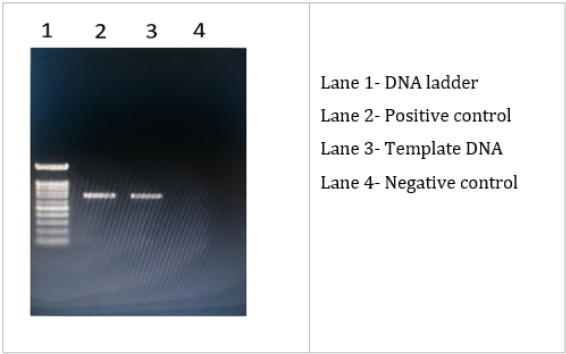 1 2 3 4
Lane 1- DNA ladder
Lane 2- Positive control
Lane 3- Template DNA
Lane 4- Negative control